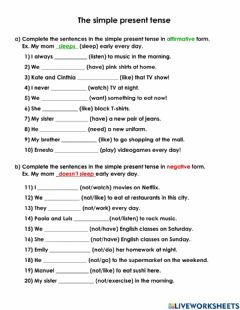 The simple present tense
a) Complete the sentences in the simple present tense in affirmative form.
Ex. My mom _sleeps_ (sleep) early every day.
1) I always ____________ (listen) to music in the morning.
2) We ____________ (have) pink shirts at home.
3) Kate and Cinthia ____________ (like) that TV show!
4) I never ____________ (watch) TV at night.
5) We ____________ (want) something to eat now!
6) She ____________ (like) black T-shirts.
7) My sister ____________ (have) a new pair of jeans.
8) He ____________ (need) a new uniform.
9) My brother ____________ (like) to go shopping at the mall.
10) Ernesto ____________ (play) videogames every day!
b) Complete the sentences in the simple present tense in negative form.
Ex. My mom _doesn't sleep_ early every day.
11) I ____________ (not/watch) movies on Netflix.
12) We ____________ (not/like) to eat at restaurants in this city.
13) They ____________ (not/work) every day.
14) Paola and Luis ____________ (not/listen) to rock music.
15) We ____________ (not/have) English classes on Saturday.
16) She ____________ (not/have) English classes on Sunday.
17) Emily ____________ (not/do) her homework at night.
18) He ____________ (not/go) to the supermarket on the weekend.
19) Manuel ____________ (not/like) to eat sushi here.
20) My sister ____________ (not/exercise) in the morning.
LIVEWORKSHEETS